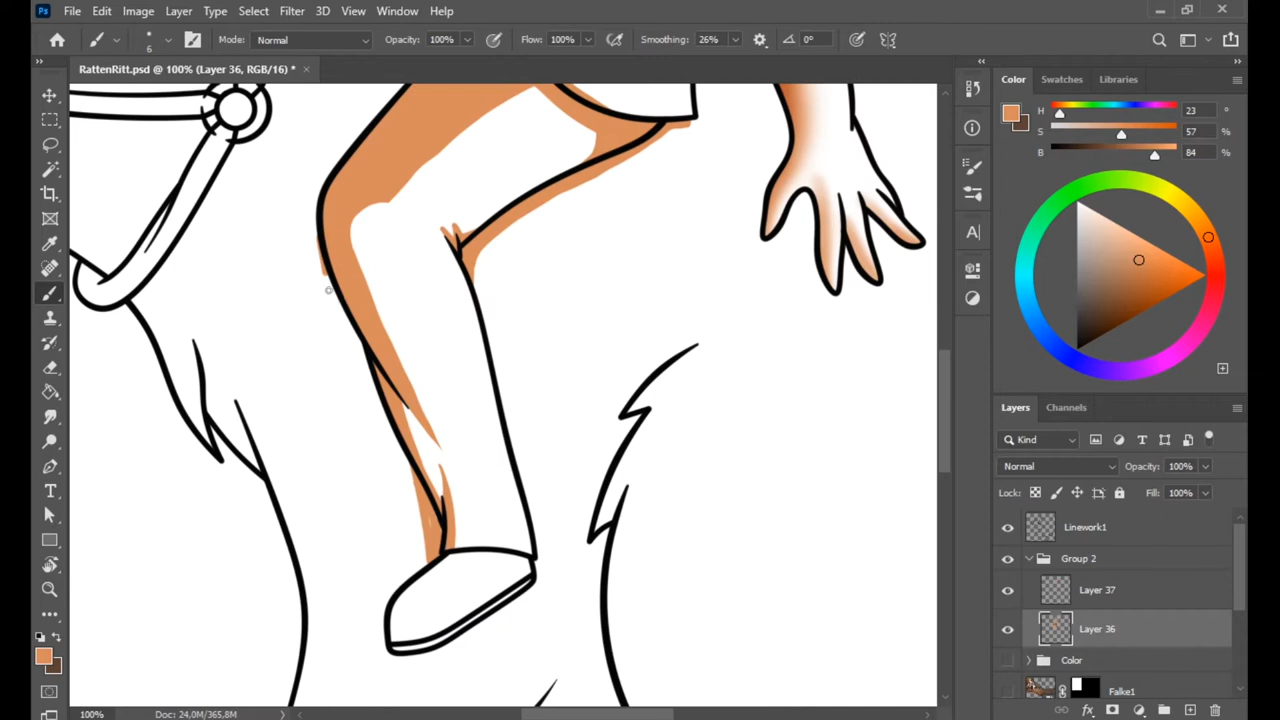 Ps File Edit Image Layer Type Select Filter 3D View Window Help
6 Mode: Normal Opacity: 100% Flow: 100% Smoothing: 26% 0°
RattenRitt.psd @ 100% (Layer 36, RGB/16) * ×
Color Swatches Libraries
H 23 °
S 57 %
B 84 %
Layers Channels
Kind
Normal Opacity: 100%
Lock: Fill: 100%
Linework1
Group 2
Layer 37
Layer 36
Color
Falke1
100% Doc: 24,0M/365,8M